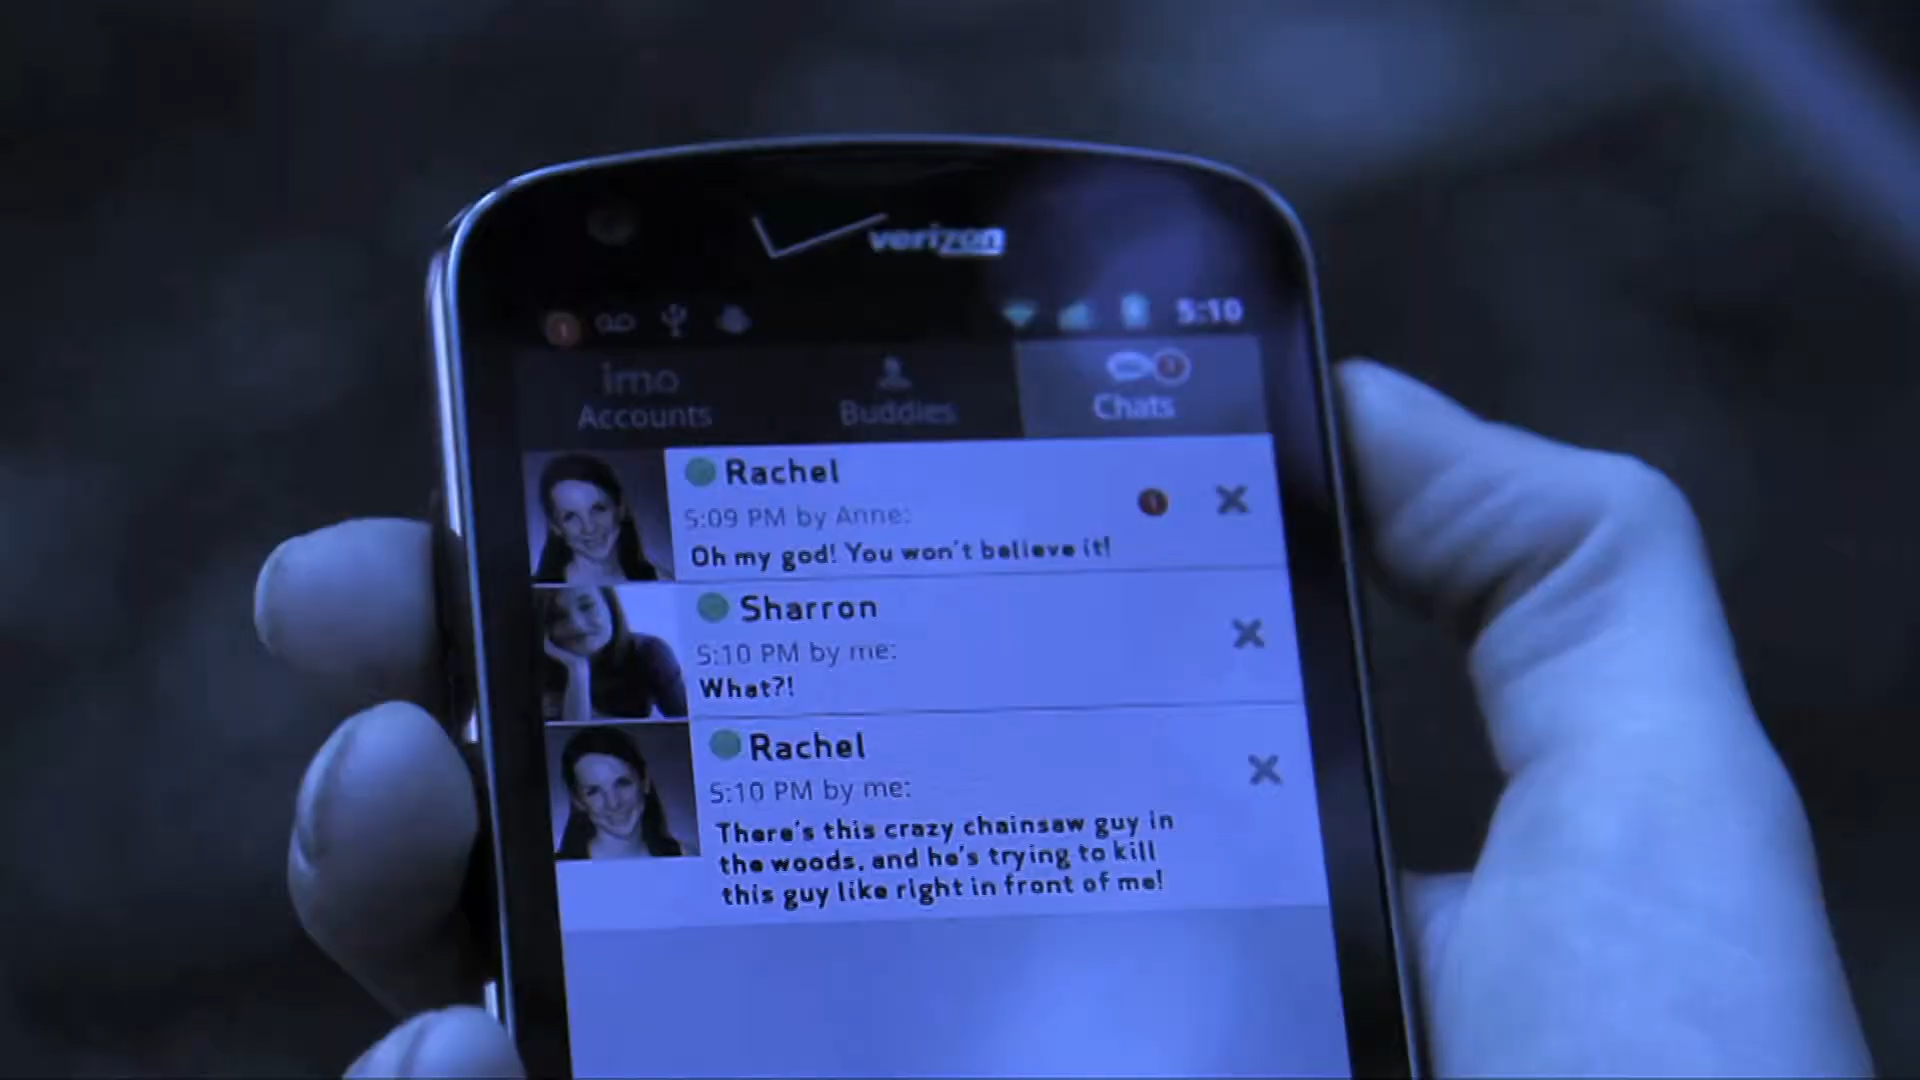 verizon
5:10
imo
Accounts
Buddies
Chats
Rachel
5:09 PM by Anne:
Oh my god! You won't believe it!
Sharron
5:10 PM by me:
What?!
Rachel
5:10 PM by me:
There's this crazy chainsaw guy in
the woods, and he's trying to kill
this guy like right in front of me!